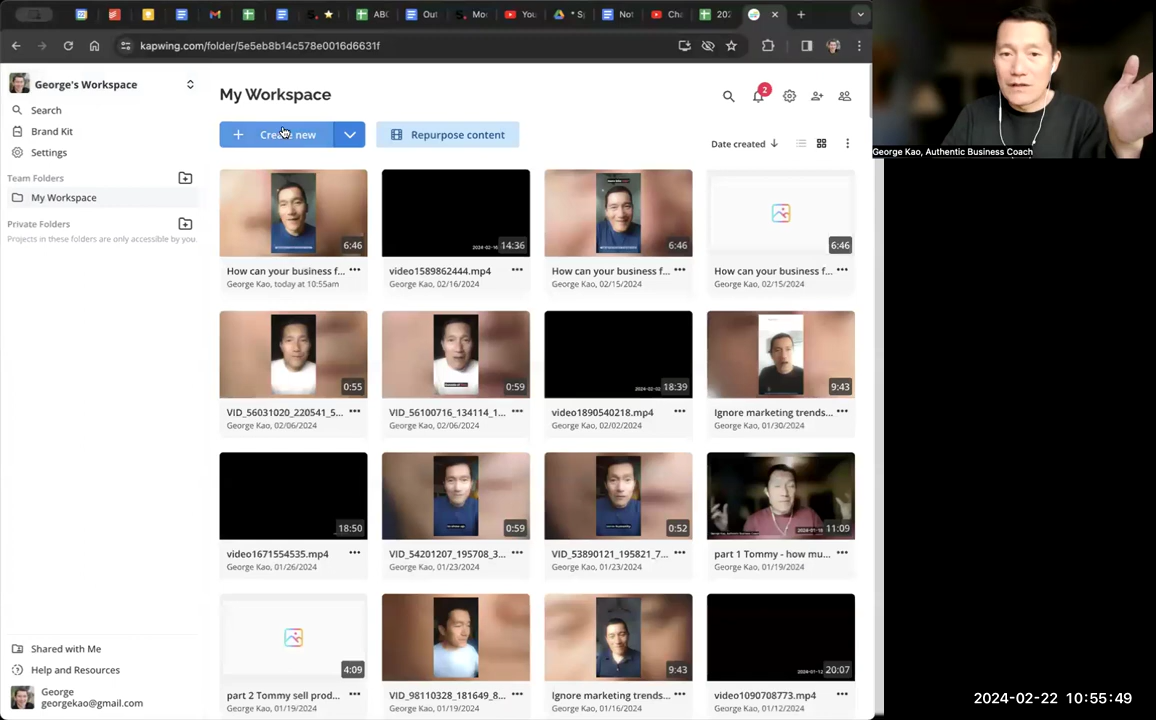 ABC
Out
Moc
You
* S
Not
Cha
202
kapwing.com/folder/5e5eb8b14c578e0016d6631f
George's Workspace
Search
Brand Kit
Settings
Team Folders
My Workspace
Private Folders
Projects in these folders are only accessible by you.
My Workspace
2
+ Create new
Repurpose content
Date created
6:46
14:36
6:46
6:46
How can your business f...
video1589862444.mp4
How can your business f...
How can your business f...
George Kao, today at 10:55am
George Kao, 02/16/2024
George Kao, 02/15/2024
George Kao, 02/15/2024
0:55
0:59
18:39
9:43
VID_56031020_220541_5...
VID_56100716_134114_1...
video1890540218.mp4
Ignore marketing trends...
George Kao, 02/06/2024
George Kao, 02/06/2024
George Kao, 02/02/2024
George Kao, 01/30/2024
18:50
0:59
0:52
11:09
video1671554535.mp4
VID_54201207_195708_3...
VID_53890121_195821_7...
part 1 Tommy - how mu...
George Kao, 01/26/2024
George Kao, 01/23/2024
George Kao, 01/23/2024
George Kao, 01/19/2024
4:09
9:43
20:07
part 2 Tommy sell prod...
VID_98110328_181649_8...
Ignore marketing trends...
video1090708773.mp4
George Kao, 01/19/2024
George Kao, 01/19/2024
George Kao, 01/16/2024
George Kao, 01/12/2024
Shared with Me
Help and Resources
George
georgekao@gmail.com
George Kao, Authentic Business Coach
2024-02-22 10:55:49